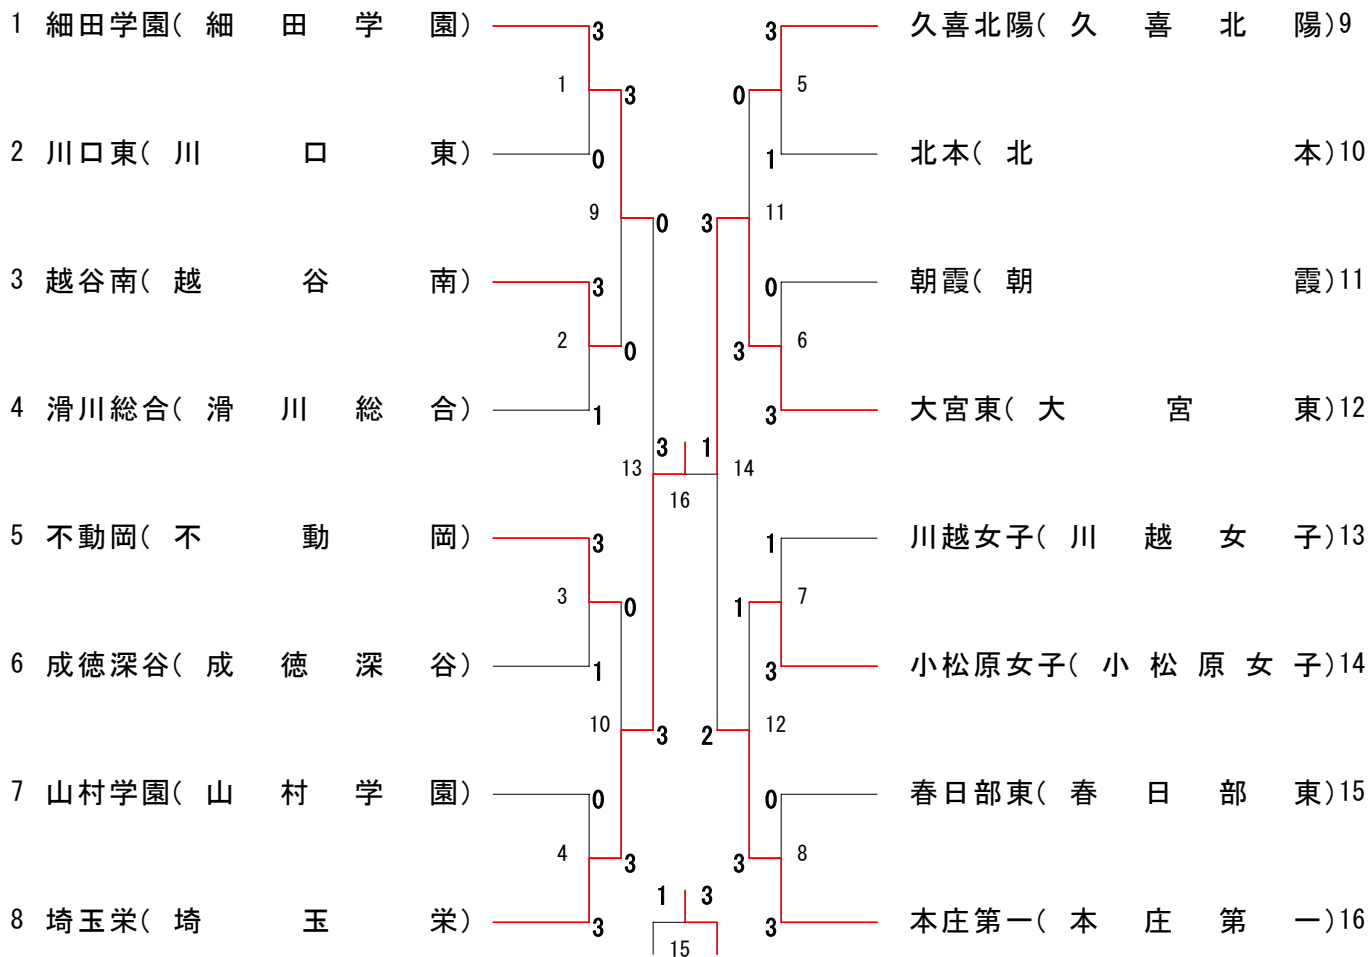 1 細田学園( 細 田 学 園) 3 3 久喜北陽( 久 喜 北 陽)9
1 3 0 5
2 川口東( 川 口 東) 0 1 北本( 北 本)10
9 0 3 11
3 越谷南( 越 谷 南) 3 0 朝霞( 朝 霞)11
2 0 3 6
4 滑川総合( 滑 川 総 合) 1 3 大宮東( 大 宮 東)12
3 1
13 16 14
5 不動岡( 不 動 岡) 3 1 川越女子( 川 越 女 子)13
3 0 1 7
6 成徳深谷( 成 徳 深 谷) 1 3 小松原女子( 小 松 原 女 子)14
10 3 2 12
7 山村学園( 山 村 学 園) 0 0 春日部東( 春 日 部 東)15
4 3 3 8
1 3
8 埼玉栄( 埼 玉 栄) 3 3 本庄第一( 本 庄 第 一)16
15